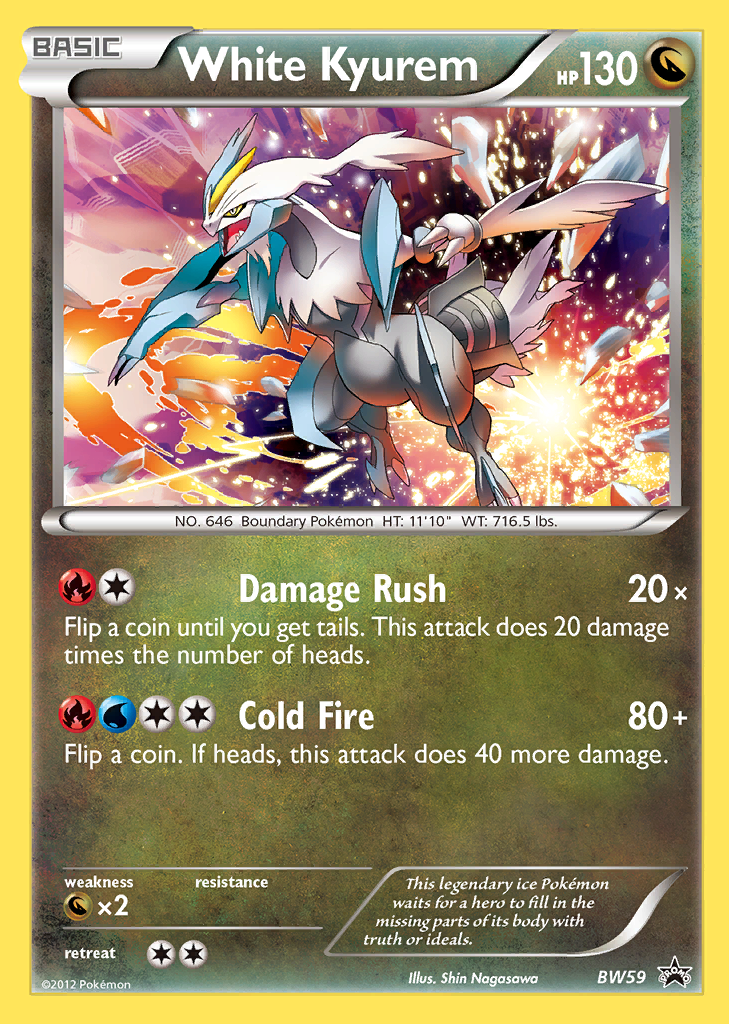 BASIC
White Kyurem
HP130
NO. 646 Boundary Pokémon HT: 11'10" WT: 716.5 lbs.
Damage Rush 20×
Flip a coin until you get tails. This attack does 20 damage
times the number of heads.
Cold Fire 80+
Flip a coin. If heads, this attack does 40 more damage.
weakness resistance
×2
This legendary ice Pokémon
waits for a hero to fill in the
missing parts of its body with
truth or ideals.
retreat
©2012 Pokémon
Illus. Shin Nagasawa
BW59
PROMO